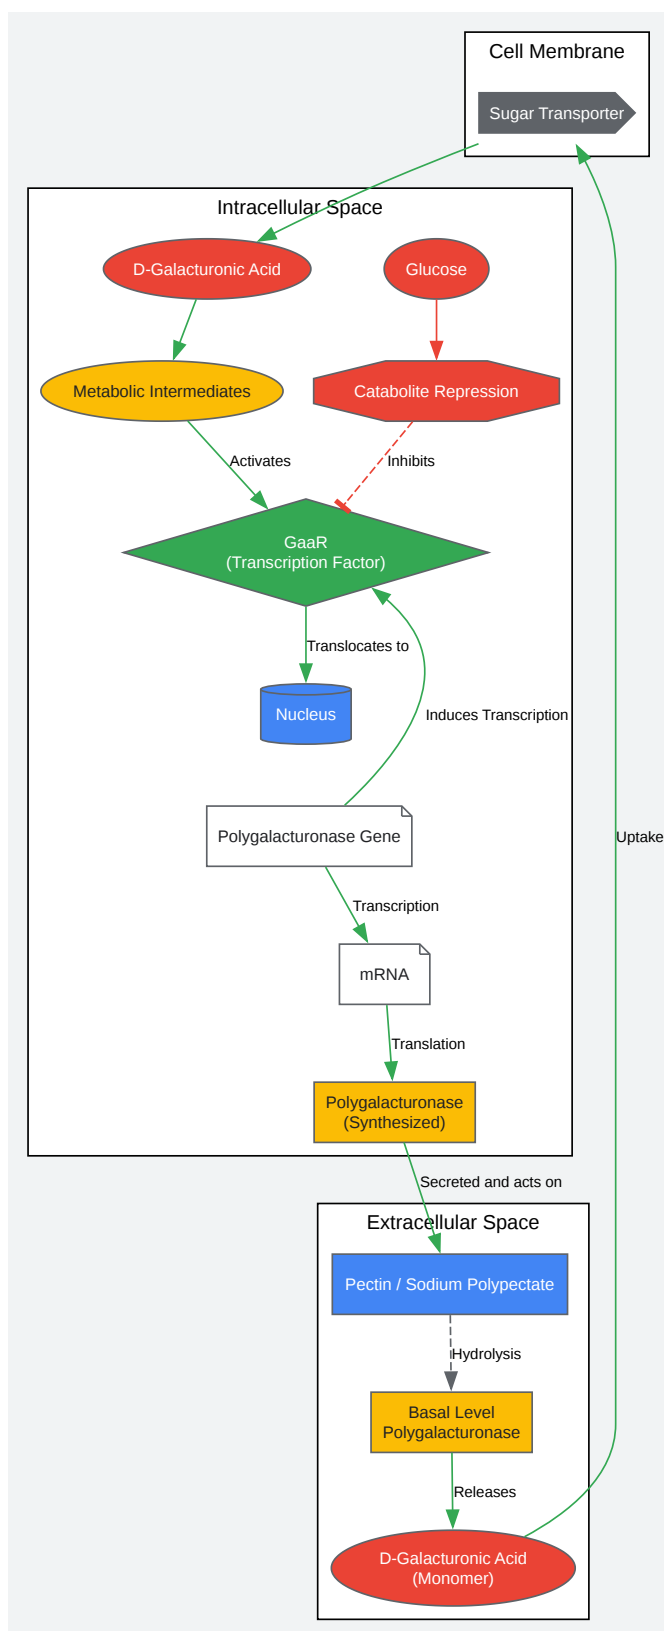 Cell Membrane
Sugar Transporter
Intracellular Space
D-Galacturonic Acid
Glucose
Metabolic Intermediates
Catabolite Repression
Activates
Inhibits
GaaR
(Transcription Factor)
Translocates to
Nucleus
Induces Transcription
Polygalacturonase Gene
Uptake
Transcription
mRNA
Translation
Polygalacturonase
(Synthesized)
Secreted and acts on
Extracellular Space
Pectin / Sodium Polypectate
Hydrolysis
Basal Level
Polygalacturonase
Releases
D-Galacturonic Acid
(Monomer)